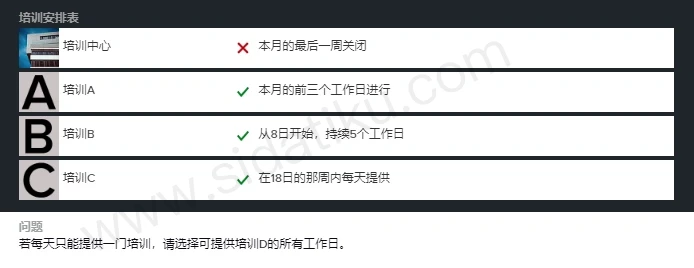 培训安排表
培训中心 本月的最后一周关闭
A 培训A 本月的前三个工作日进行
B 培训B 从8日开始，持续5个工作日
C 培训C 在18日的那周内每天提供
www.sidatiku.com
问题
若每天只能提供一门培训，请选择可提供培训D的所有工作日。